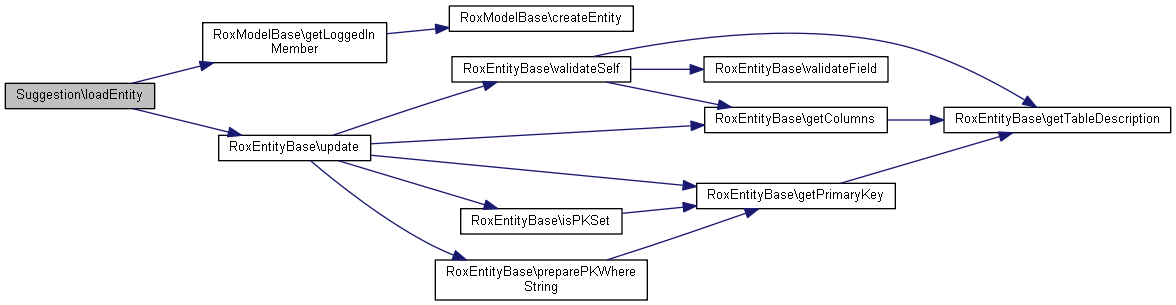 Suggestion\loadEntity
RoxModelBase\getLoggedIn
Member
RoxModelBase\createEntity
RoxEntityBase\update
RoxEntityBase\validateSelf
RoxEntityBase\validateField
RoxEntityBase\getColumns
RoxEntityBase\getTableDescription
RoxEntityBase\getPrimaryKey
RoxEntityBase\isPKSet
RoxEntityBase\preparePKWhere
String